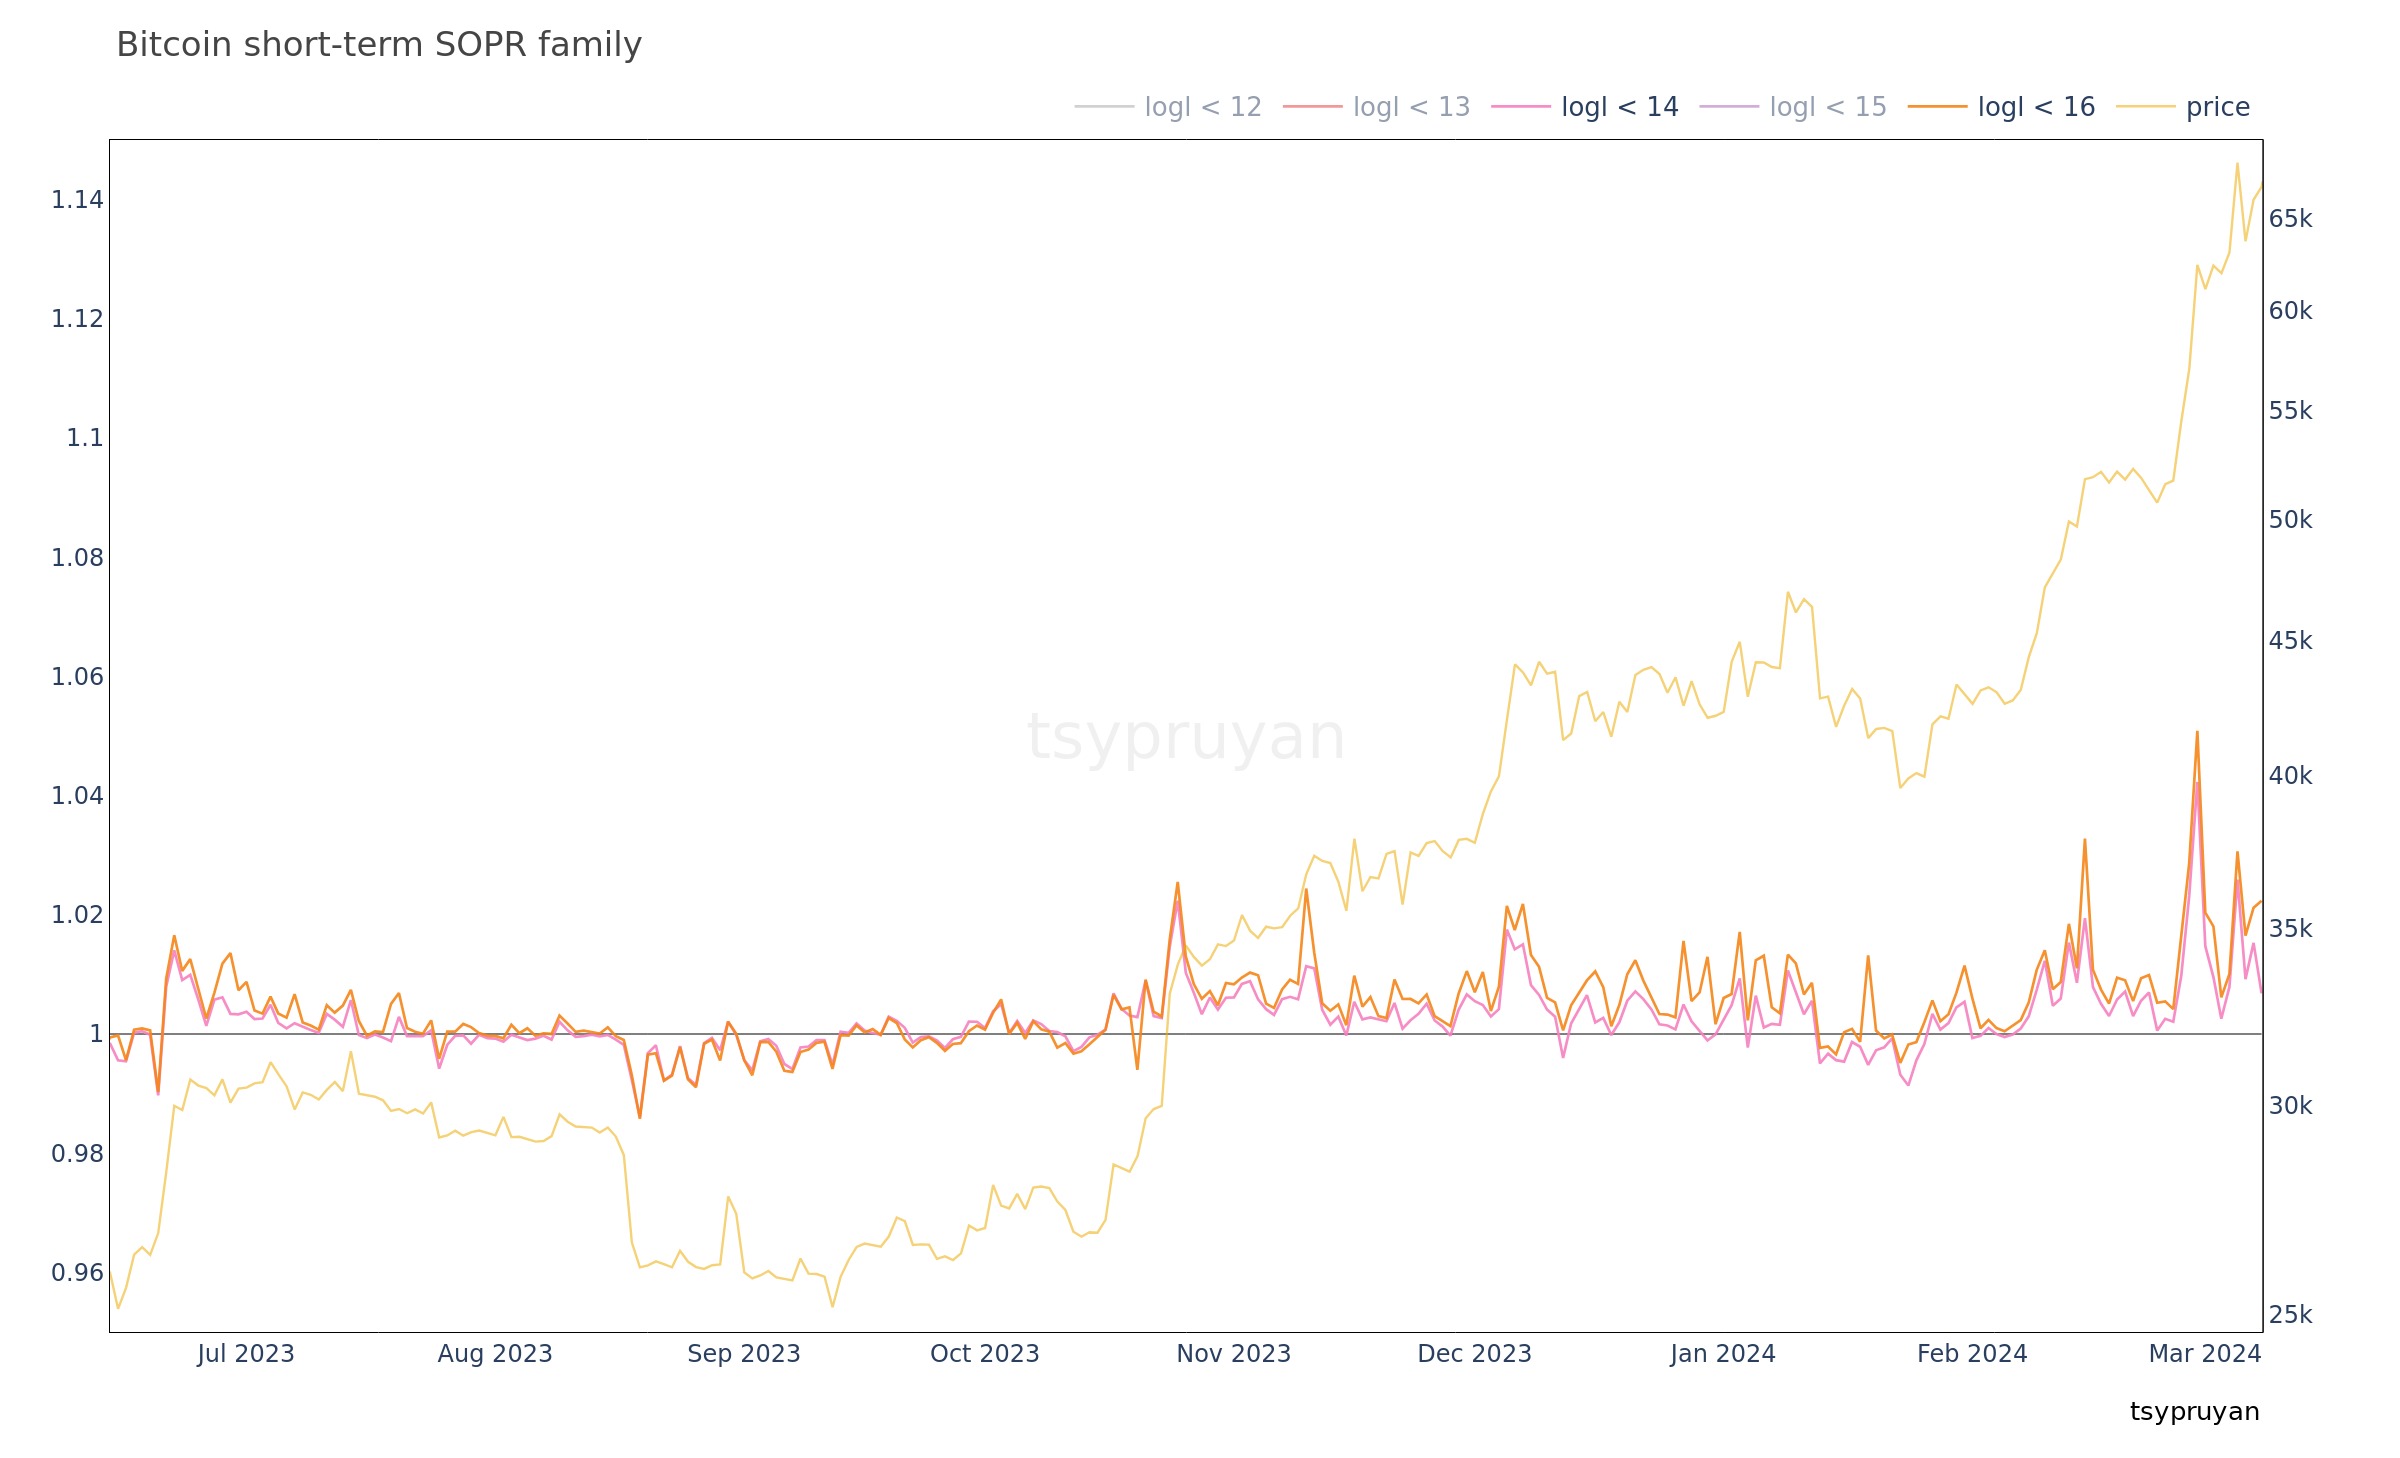 Bitcoin short-term SOPR family
logl < 12 logl < 13 logl < 14 logl < 15 logl < 16 price
1.14
1.12
1.1
1.08
1.06
1.04
1.02
1
0.98
0.96
65k
60k
55k
50k
45k
40k
35k
30k
25k
tsypruyan
Jul 2023 Aug 2023 Sep 2023 Oct 2023 Nov 2023 Dec 2023 Jan 2024 Feb 2024 Mar 2024
tsypruyan